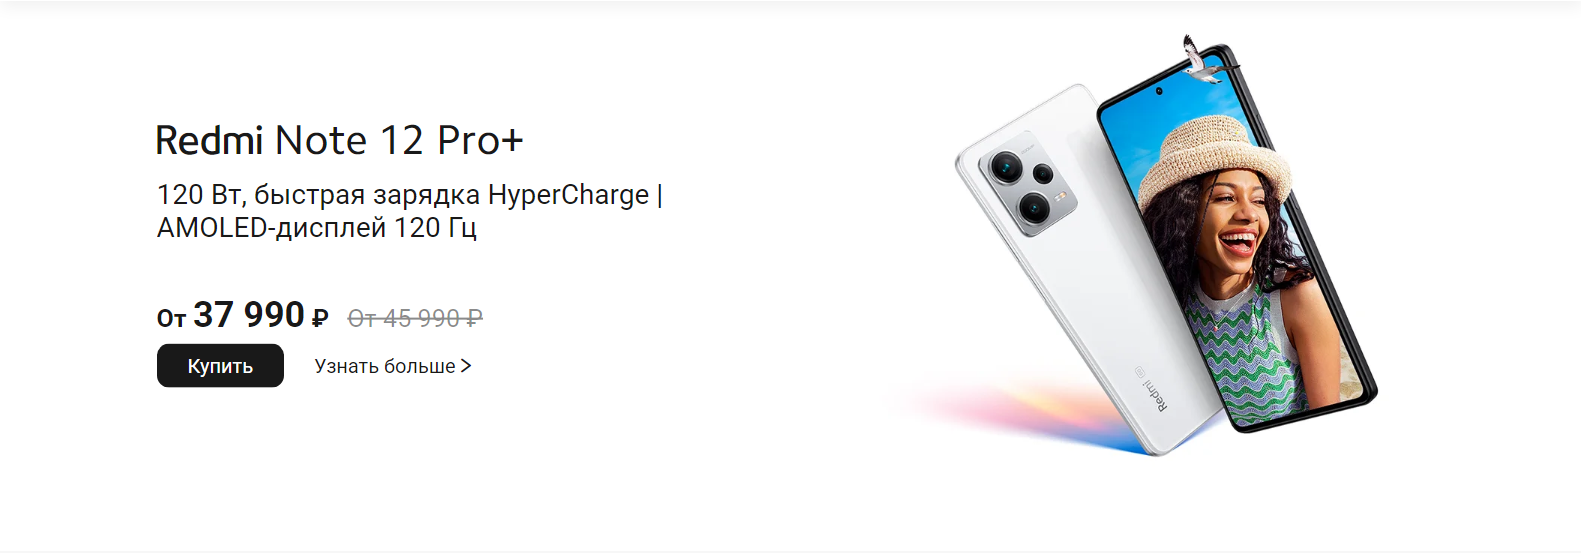 Redmi Note 12 Pro+
120 Вт, быстрая зарядка HyperCharge |
AMOLED-дисплей 120 Гц
От 37 990 ₽ От 45 990 ₽
Купить Узнать больше >
Redmi